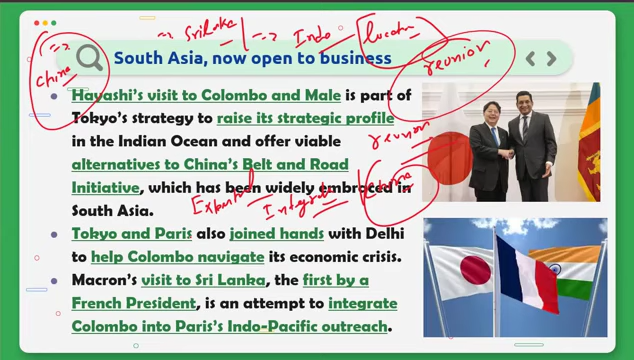 → SriLanka | → Indo (location)
→ China
South Asia, now open to business
reunion
Hayashi's visit to Colombo and Male is part of
Tokyo's strategy to raise its strategic profile
in the Indian Ocean and offer viable
reunion
alternatives to China's Belt and Road
Initiative, which has been widely embraced in
South Asia.
China
Integrate
Tokyo and Paris also joined hands with Delhi
to help Colombo navigate its economic crisis.
Macron's visit to Sri Lanka, the first by a
French President, is an attempt to integrate
Colombo into Paris's Indo-Pacific outreach.